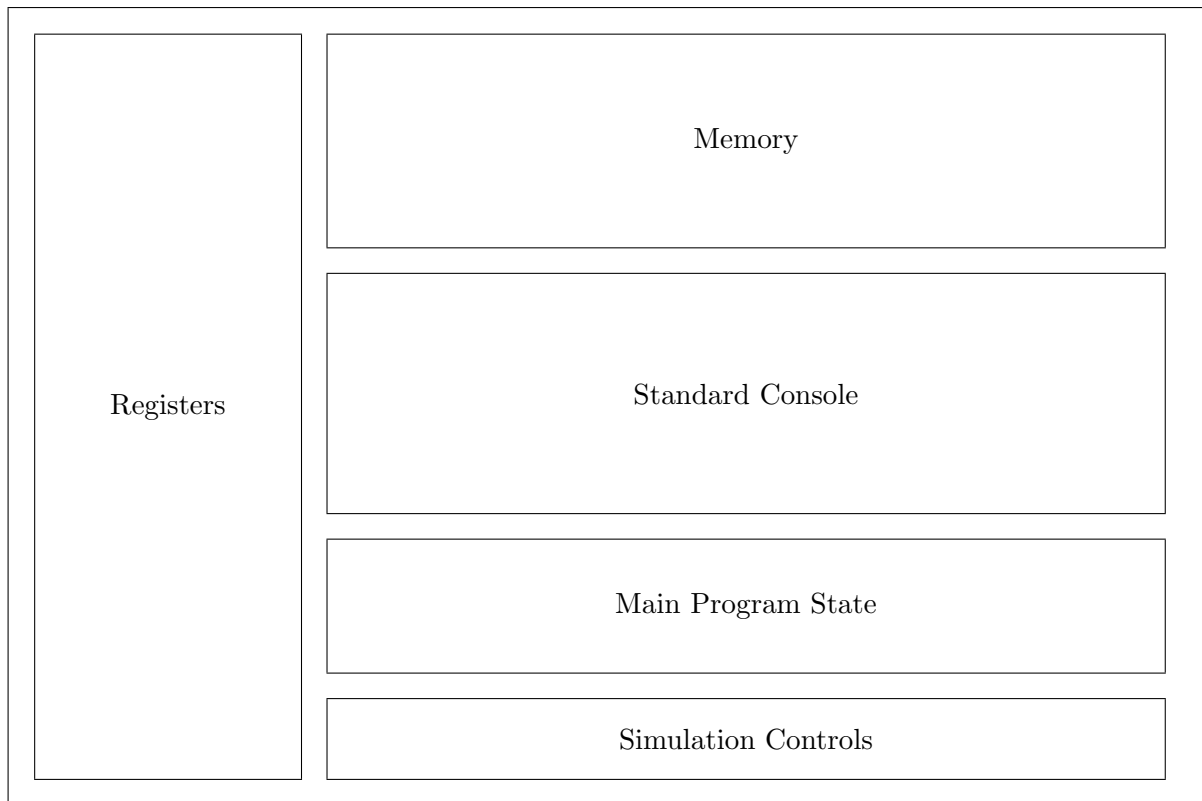 Registers
Memory
Standard Console
Main Program State
Simulation Controls